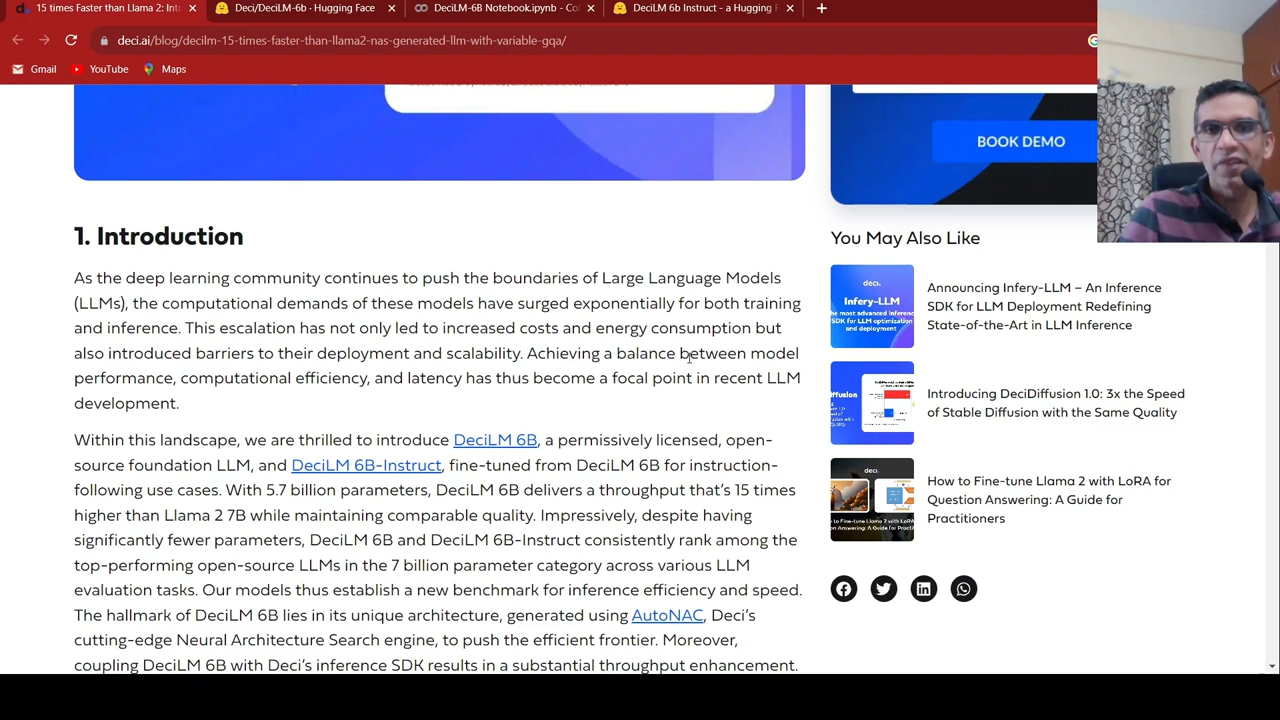 15 times Faster than Llama 2: Int
Deci/DeciLM-6b · Hugging Face
DeciLM-6B Notebook.ipynb - Co
DeciLM 6b Instruct - a Hugging F
deci.ai/blog/decilm-15-times-faster-than-llama2-nas-generated-llm-with-variable-gqa/
Gmail
YouTube
Maps
BOOK DEMO
1. Introduction
As the deep learning community continues to push the boundaries of Large Language Models
(LLMs), the computational demands of these models have surged exponentially for both training
and inference. This escalation has not only led to increased costs and energy consumption but
also introduced barriers to their deployment and scalability. Achieving a balance between model
performance, computational efficiency, and latency has thus become a focal point in recent LLM
development.
Within this landscape, we are thrilled to introduce DeciLM 6B, a permissively licensed, open-
source foundation LLM, and DeciLM 6B-Instruct, fine-tuned from DeciLM 6B for instruction-
following use cases. With 5.7 billion parameters, DeciLM 6B delivers a throughput that's 15 times
higher than Llama 2 7B while maintaining comparable quality. Impressively, despite having
significantly fewer parameters, DeciLM 6B and DeciLM 6B-Instruct consistently rank among the
top-performing open-source LLMs in the 7 billion parameter category across various LLM
evaluation tasks. Our models thus establish a new benchmark for inference efficiency and speed.
The hallmark of DeciLM 6B lies in its unique architecture, generated using AutoNAC, Deci's
cutting-edge Neural Architecture Search engine, to push the efficient frontier. Moreover,
coupling DeciLM 6B with Deci's inference SDK results in a substantial throughput enhancement.
You May Also Like
deci.
Infery-LLM
The most advanced inference
SDK for LLM optimization
and deployment
Announcing Infery-LLM – An Inference
SDK for LLM Deployment Redefining
State-of-the-Art in LLM Inference
Introducing DeciDiffusion 1.0: 3x the Speed
of Stable Diffusion with the Same Quality
deci.
How to Fine-tune Llama 2 with LoRA for
Question Answering: A Guide for
Practitioners